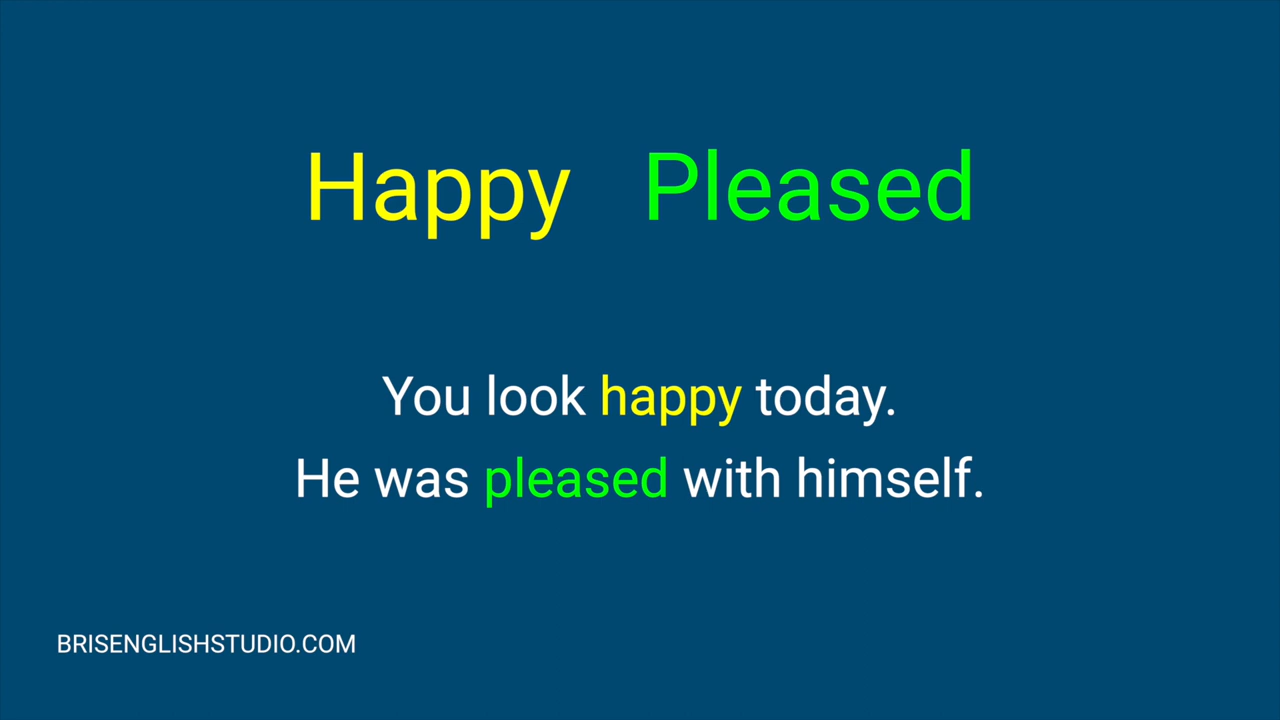 Happy Pleased
You look happy today.
He was pleased with himself.
BRISENGLISHSTUDIO.COM